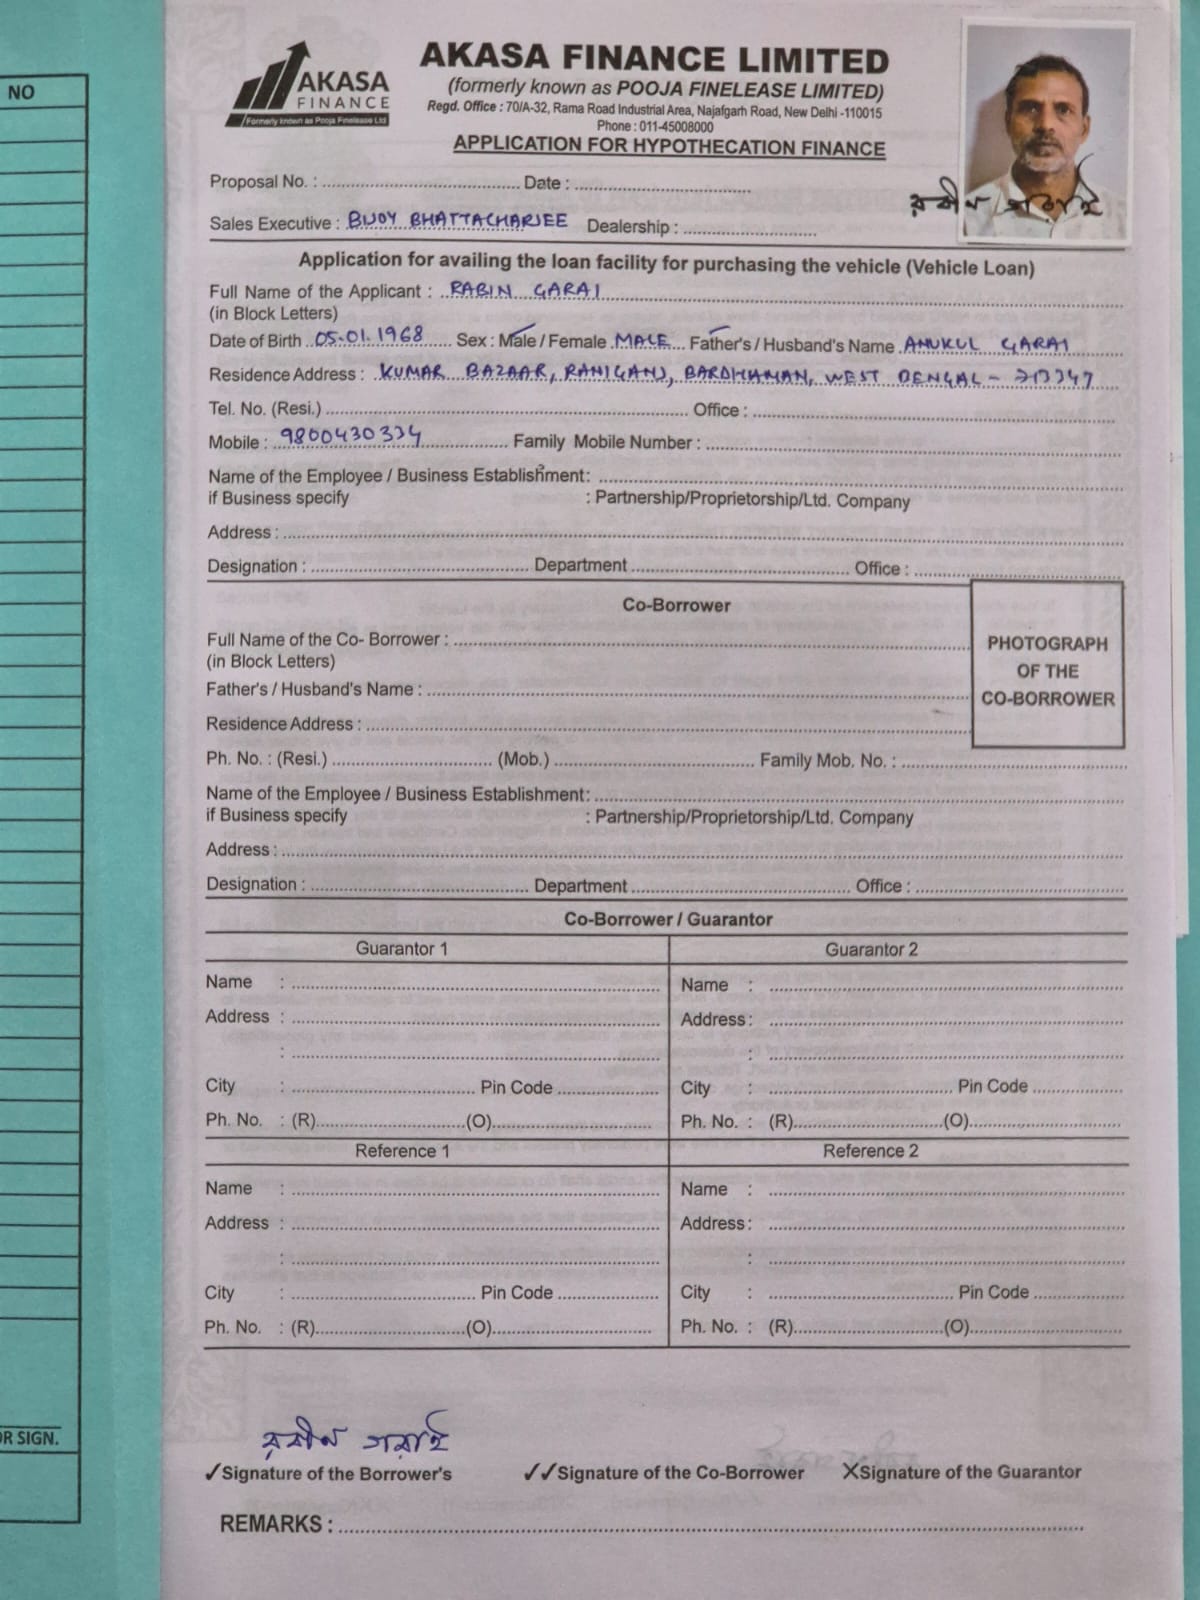 NO
AKASA FINANCE LIMITED
AKASA
FINANCE
Formerly known as Pooja Finelease Ltd
(formerly known as POOJA FINELEASE LIMITED)
Regd. Office : 70/A-32, Rama Road Industrial Area, Najafgarh Road, New Delhi -110015
Phone : 011-45008000
APPLICATION FOR HYPOTHECATION FINANCE
Proposal No. : Date :
রবীন গরাই
Sales Executive : BIJOY BHATTACHARJEE Dealership :
Application for availing the loan facility for purchasing the vehicle (Vehicle Loan)
Full Name of the Applicant : RABIN GARAI
(in Block Letters)
Date of Birth 05.01.1968 Sex : Male / Female MALE Father's / Husband's Name ANUKUL GARAI
Residence Address : KUMAR BAZAAR, RANIGANJ, BARDHAMAN, WEST BENGAL - 713347
Tel. No. (Resi.) Office :
Mobile : 9800430334 Family Mobile Number :
Name of the Employee / Business Establishment:
if Business specify : Partnership/Proprietorship/Ltd. Company
Address :
Designation : Department Office :
Co-Borrower
Full Name of the Co- Borrower :
(in Block Letters)
PHOTOGRAPH
OF THE
CO-BORROWER
Father's / Husband's Name :
Residence Address :
Ph. No. : (Resi.) (Mob.) Family Mob. No. :
Name of the Employee / Business Establishment:
if Business specify : Partnership/Proprietorship/Ltd. Company
Address :
Designation : Department Office :
Co-Borrower / Guarantor
Guarantor 1 Guarantor 2
Name : Name :
Address : Address :
: :
City : Pin Code City : Pin Code
Ph. No. : (R) (O) Ph. No. : (R) (O)
Reference 1 Reference 2
Name : Name :
Address : Address :
: :
City : Pin Code City : Pin Code
Ph. No. : (R) (O) Ph. No. : (R) (O)
রবীন গরাই
OR SIGN.
✓Signature of the Borrower's ✓✓Signature of the Co-Borrower XSignature of the Guarantor
REMARKS :